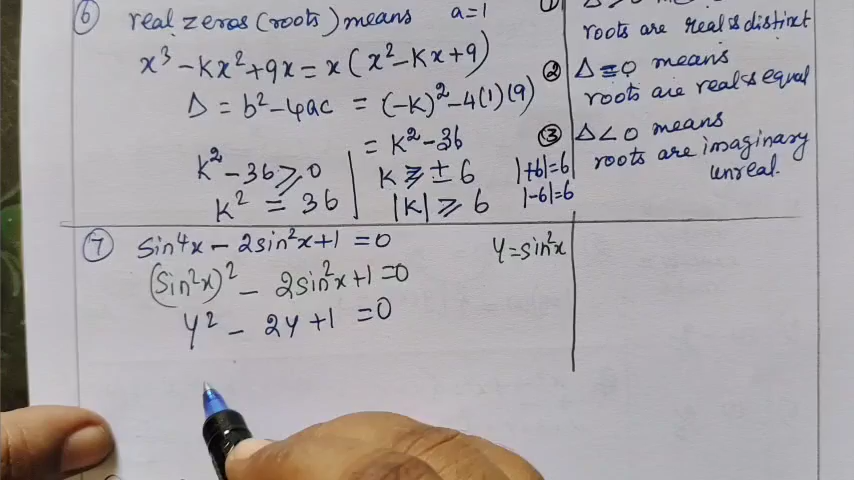 ⑥ real zeros (roots) means a=1
x³ - Kx² + 9x = x(x² - Kx + 9)
Δ = b² - 4ac = (-K)² - 4(1)(9)
= K² - 36
K² - 36 ⩾ 0
K² = 36
K ⩾ ± 6
|K| ⩾ 6
|+6| = 6
|-6| = 6
①
roots are real & distinct
② Δ = 0 means
roots are real & equal
③ Δ < 0 means
roots are imaginary
unreal.
⑦ Sin⁴x - 2sin²x + 1 = 0
(Sin²x)² - 2sin²x + 1 = 0
y² - 2y + 1 = 0
y = sin²x